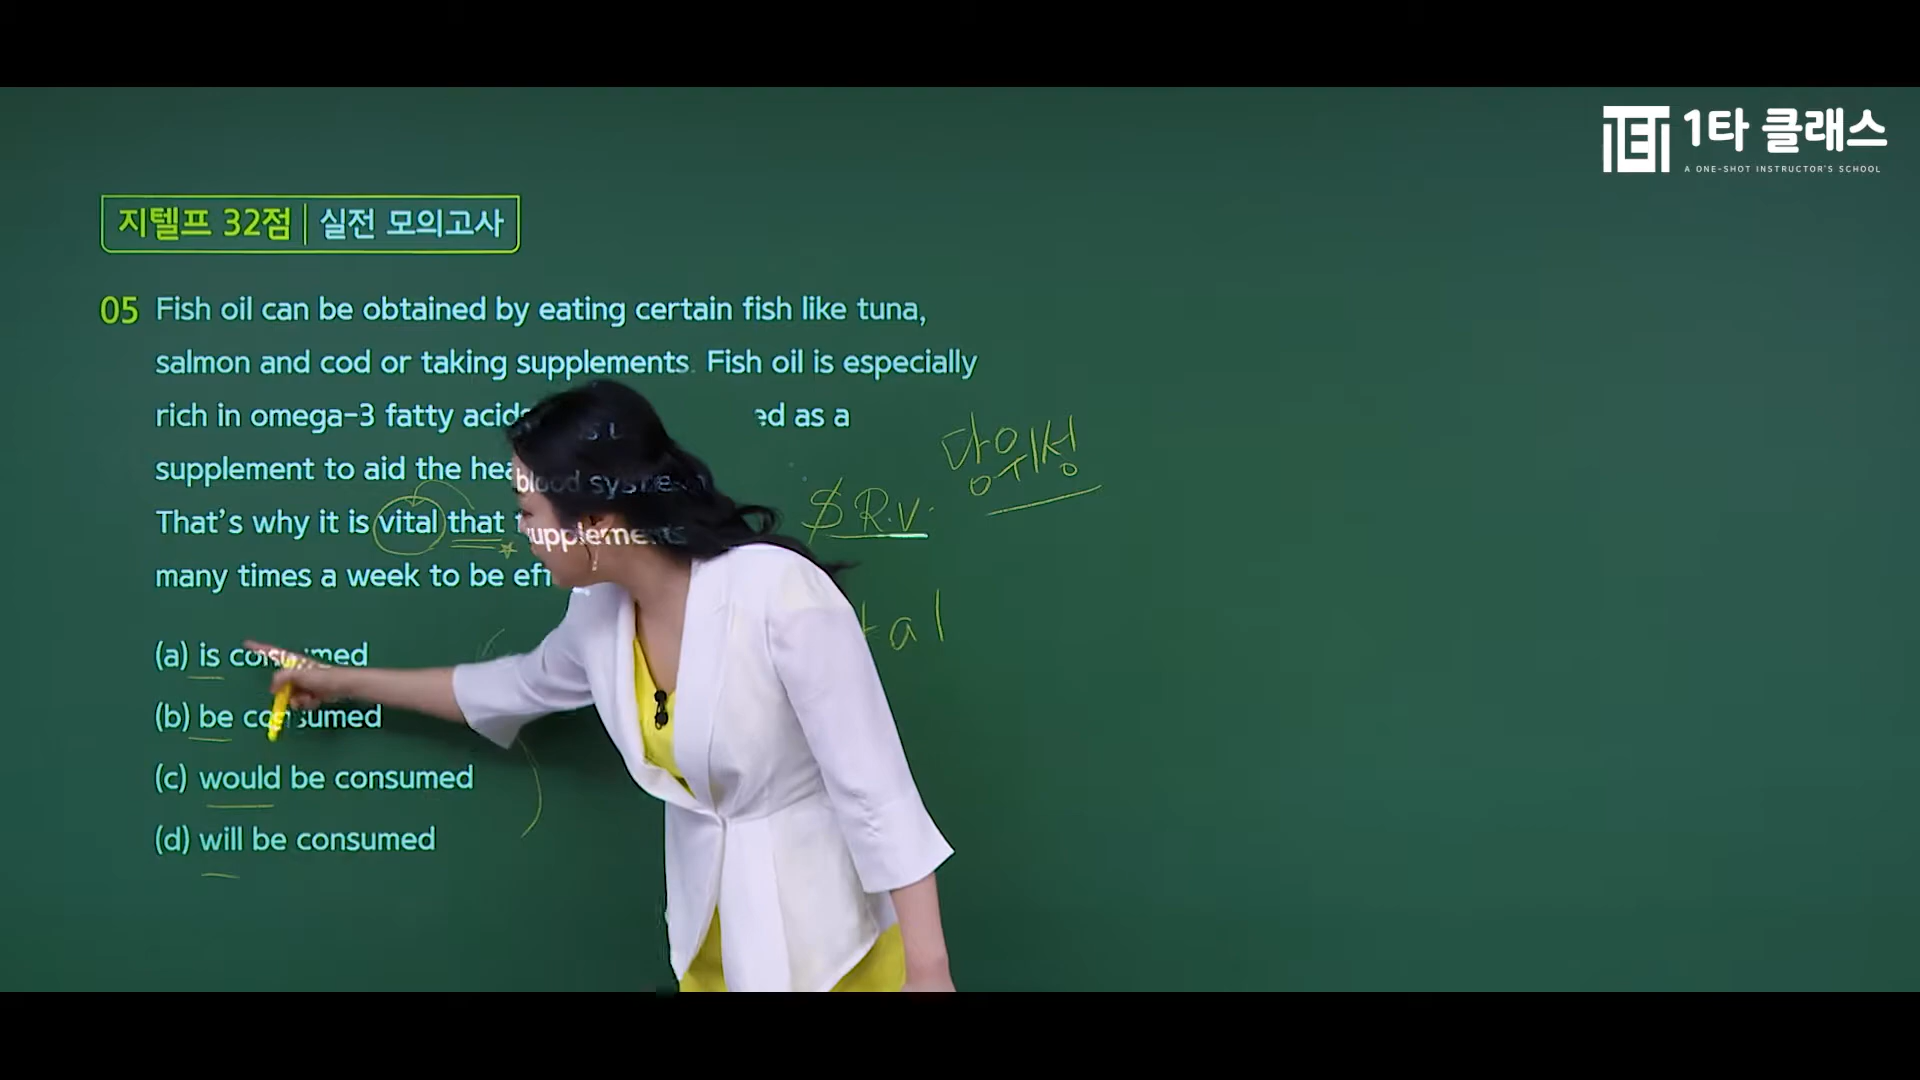 1타 클래스
A ONE-SHOT INSTRUCTOR'S SCHOOL
지텔프 32점 | 실전 모의고사
05 Fish oil can be obtained by eating certain fish like tuna,
salmon and cod or taking supplements. Fish oil is especially
rich in omega-3 fatty acids ed as a
supplement to aid the hea blood system
당위성
That's why it is vital that supplements
S R.V.
many times a week to be eff
tal
(a) is consumed
(b) be consumed
(c) would be consumed
(d) will be consumed